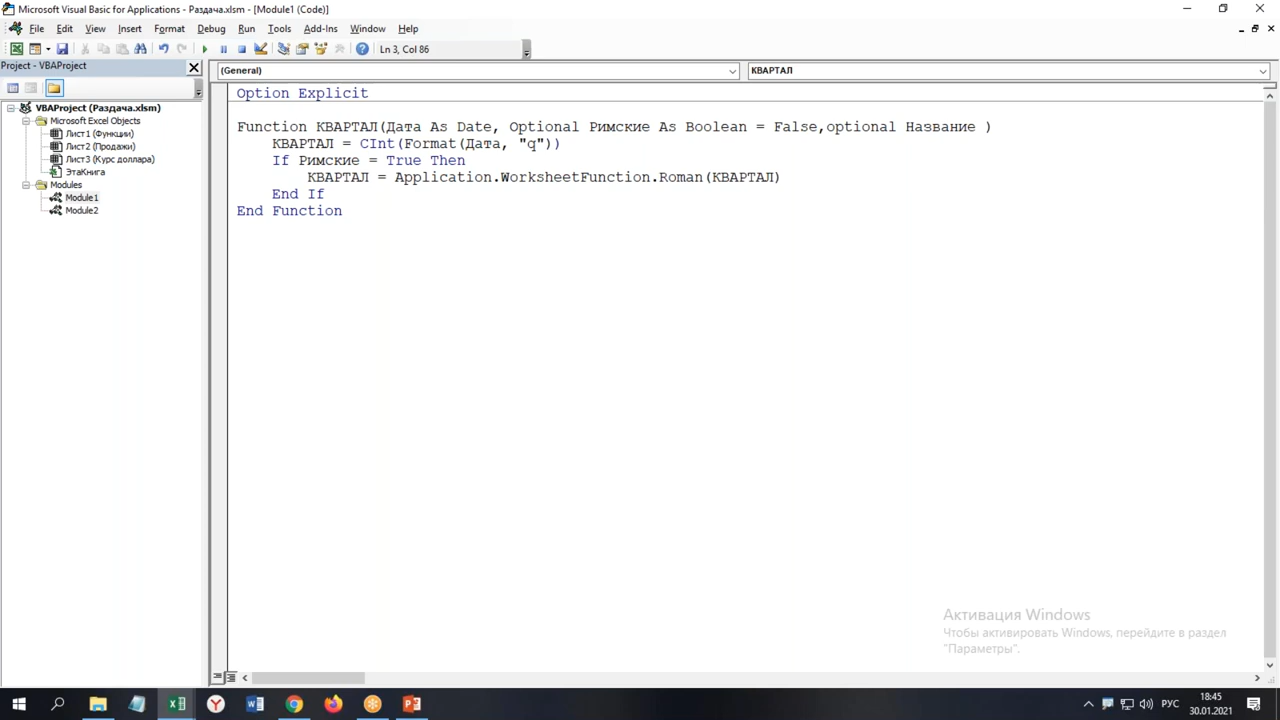 Microsoft Visual Basic for Applications - Раздача.xlsm - [Module1 (Code)]
File Edit View Insert Format Debug Run Tools Add-Ins Window Help
Ln 3, Col 86
Project - VBAProject
(General)
КВАРТАЛ
VBAProject (Раздача.xlsm)
Microsoft Excel Objects
Лист1 (Функции)
Лист2 (Продажи)
Лист3 (Курс доллара)
ЭтаКнига
Modules
Module1
Module2
Option Explicit
Function КВАРТАЛ(Дата As Date, Optional Римские As Boolean = False,optional Название )
КВАРТАЛ = CInt(Format(Дата, "q"))
If Римские = True Then
КВАРТАЛ = Application.WorksheetFunction.Roman(КВАРТАЛ)
End If
End Function
Активация Windows
Чтобы активировать Windows, перейдите в раздел
"Параметры".
РУС
18:45
30.01.2021